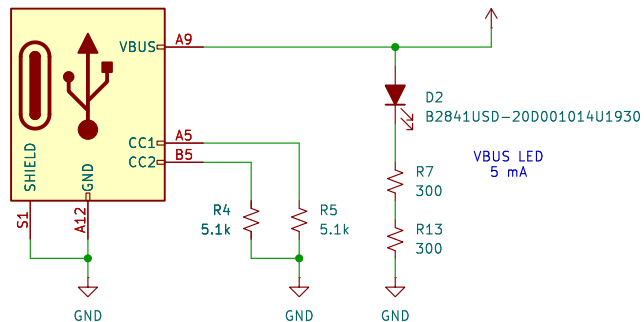 VBUS
A9
CC1
A5
CC2
B5
SHIELD
GND
S1
A12
GND
R4
5.1k
R5
5.1k
GND
D2
B2841USD-20D001014U1930
VBUS LED
5 mA
R7
300
R13
300
GND